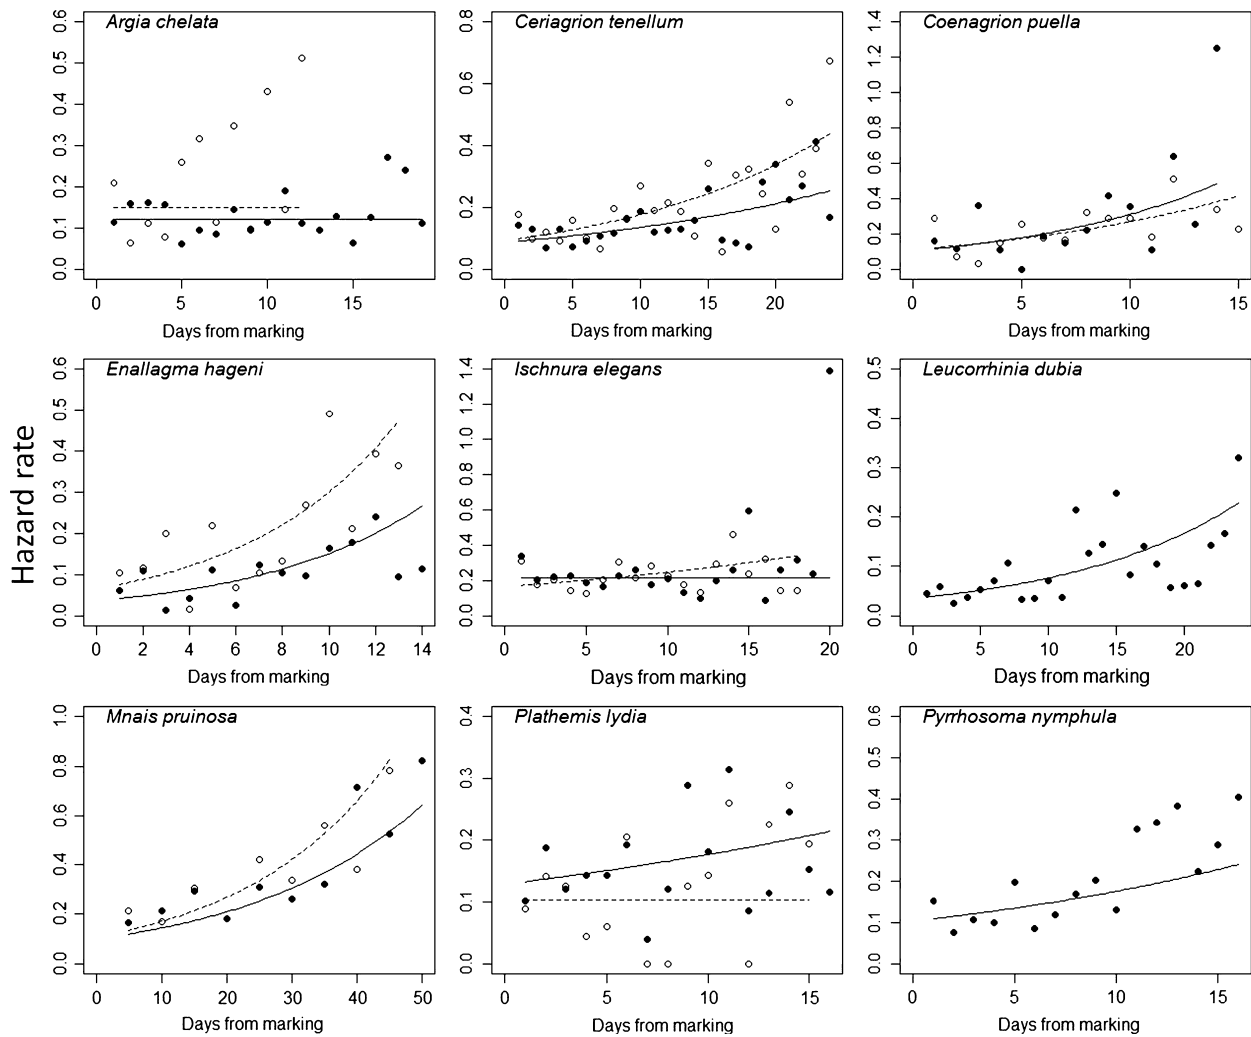 Hazard rate
Argia chelata
0.6
0.5
0.4
0.3
0.2
0.1
0.0
0 5 10 15
Days from marking
Ceriagrion tenellum
0.8
0.6
0.4
0.2
0.0
0 5 10 15 20
Days from marking
Coenagrion puella
1.4
1.2
1.0
0.8
0.6
0.4
0.2
0.0
0 5 10 15
Days from marking
Enallagma hageni
0.6
0.5
0.4
0.3
0.2
0.1
0.0
0 2 4 6 8 10 12 14
Days from marking
Ischnura elegans
1.4
1.2
1.0
0.8
0.6
0.4
0.2
0.0
0 5 10 15 20
Days from marking
Leucorrhinia dubia
0.5
0.4
0.3
0.2
0.1
0.0
0 5 10 15 20
Days from marking
Mnais pruinosa
1.0
0.8
0.6
0.4
0.2
0.0
0 10 20 30 40 50
Days from marking
Plathemis lydia
0.4
0.3
0.2
0.1
0.0
0 5 10 15
Days from marking
Pyrrhosoma nymphula
0.6
0.5
0.4
0.3
0.2
0.1
0.0
0 5 10 15
Days from marking